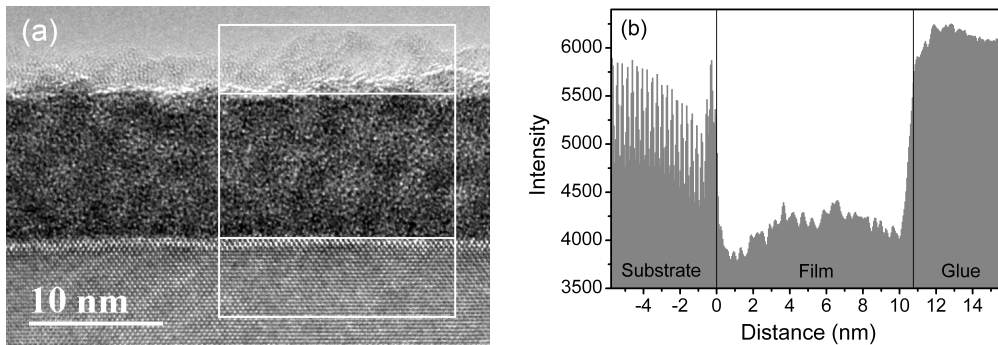 (a)
10 nm
(b)
Intensity
6000
5500
5000
4500
4000
3500
Substrate
Film
Glue
-4 -2 0 2 4 6 8 10 12 14
Distance (nm)